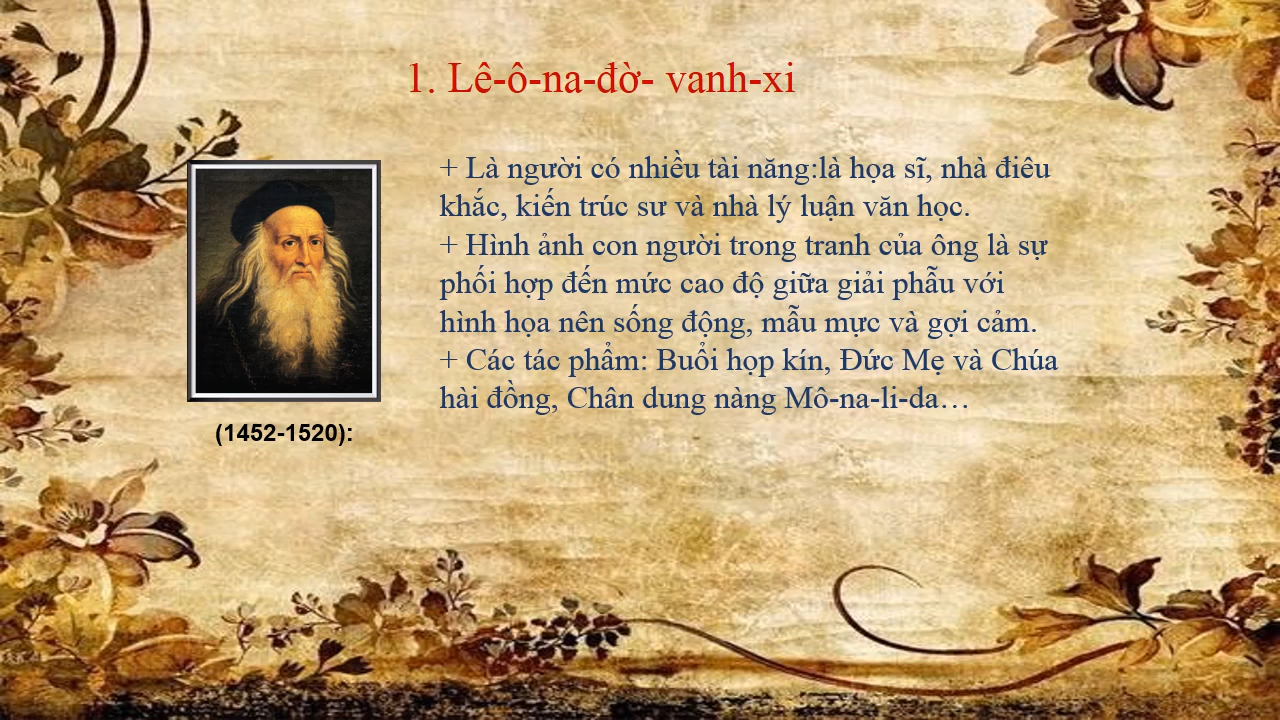 1. Lê-ô-na-đờ- vanh-xi
+ Là người có nhiều tài năng:là họa sĩ, nhà điêu
khắc, kiến trúc sư và nhà lý luận văn học.
+ Hình ảnh con người trong tranh của ông là sự
phối hợp đến mức cao độ giữa giải phẫu với
hình họa nên sống động, mẫu mực và gợi cảm.
+ Các tác phẩm: Buổi họp kín, Đức Mẹ và Chúa
hài đồng, Chân dung nàng Mô-na-li-da…
(1452-1520):